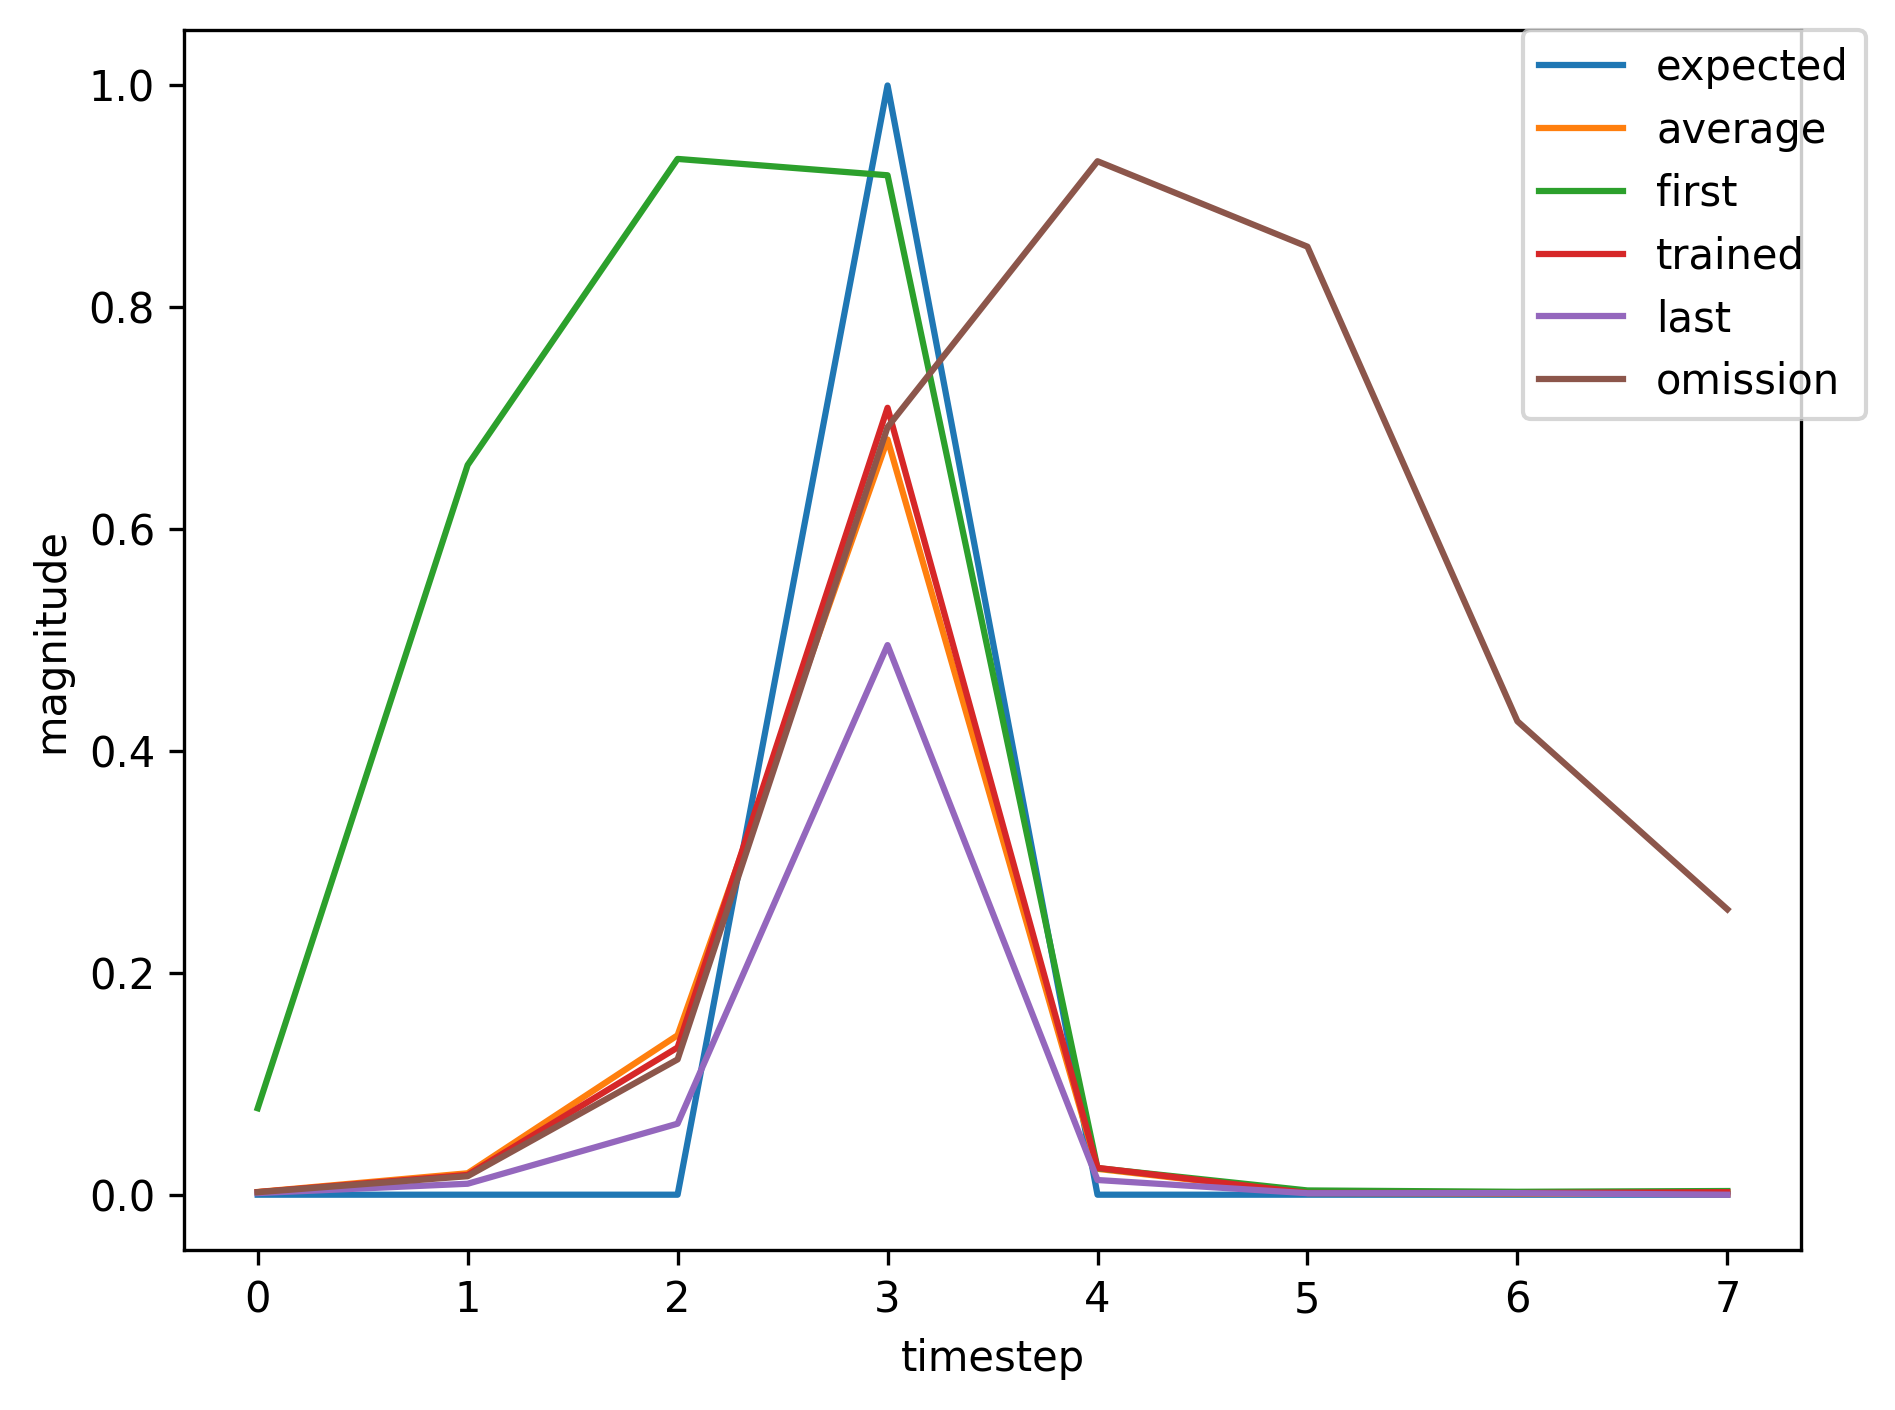 expected
average
first
trained
last
omission
1.0
0.8
0.6
0.4
0.2
0.0
magnitude
0 1 2 3 4 5 6 7
timestep